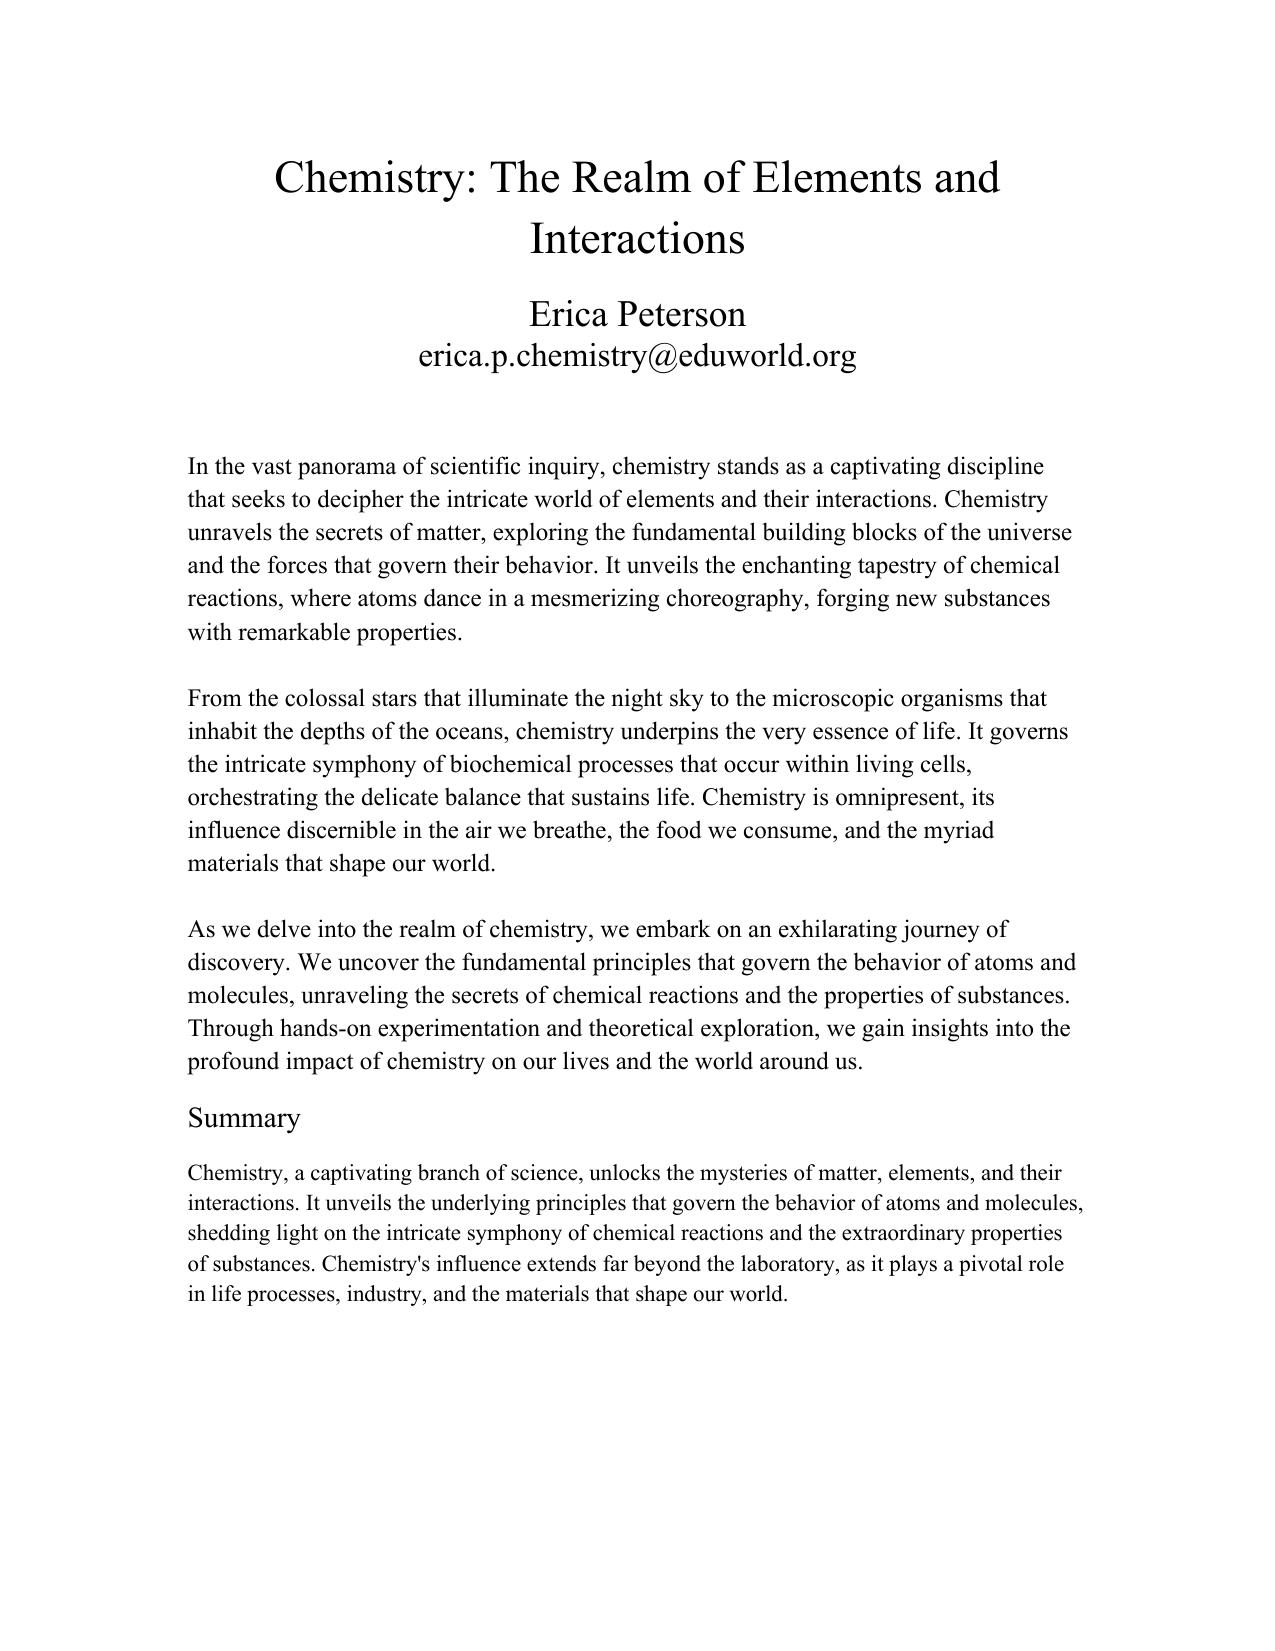 Chemistry: The Realm of Elements and
Interactions
Erica Peterson
erica.p.chemistry@eduworld.org
In the vast panorama of scientific inquiry, chemistry stands as a captivating discipline
that seeks to decipher the intricate world of elements and their interactions. Chemistry
unravels the secrets of matter, exploring the fundamental building blocks of the universe
and the forces that govern their behavior. It unveils the enchanting tapestry of chemical
reactions, where atoms dance in a mesmerizing choreography, forging new substances
with remarkable properties.
From the colossal stars that illuminate the night sky to the microscopic organisms that
inhabit the depths of the oceans, chemistry underpins the very essence of life. It governs
the intricate symphony of biochemical processes that occur within living cells,
orchestrating the delicate balance that sustains life. Chemistry is omnipresent, its
influence discernible in the air we breathe, the food we consume, and the myriad
materials that shape our world.
As we delve into the realm of chemistry, we embark on an exhilarating journey of
discovery. We uncover the fundamental principles that govern the behavior of atoms and
molecules, unraveling the secrets of chemical reactions and the properties of substances.
Through hands-on experimentation and theoretical exploration, we gain insights into the
profound impact of chemistry on our lives and the world around us.
Summary
Chemistry, a captivating branch of science, unlocks the mysteries of matter, elements, and their
interactions. It unveils the underlying principles that govern the behavior of atoms and molecules,
shedding light on the intricate symphony of chemical reactions and the extraordinary properties
of substances. Chemistry's influence extends far beyond the laboratory, as it plays a pivotal role
in life processes, industry, and the materials that shape our world.